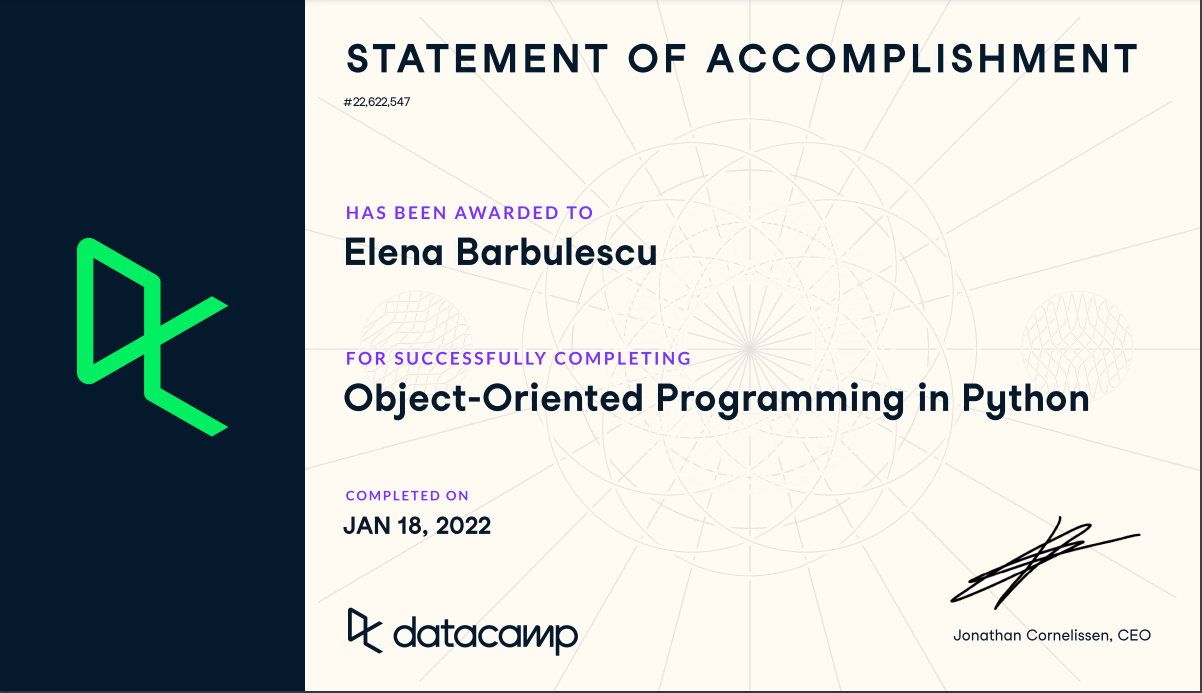 STATEMENT OF ACCOMPLISHMENT
#22,622,547
HAS BEEN AWARDED TO
Elena Barbulescu
FOR SUCCESSFULLY COMPLETING
Object-Oriented Programming in Python
COMPLETED ON
JAN 18, 2022
datacamp
Jonathan Cornelissen, CEO